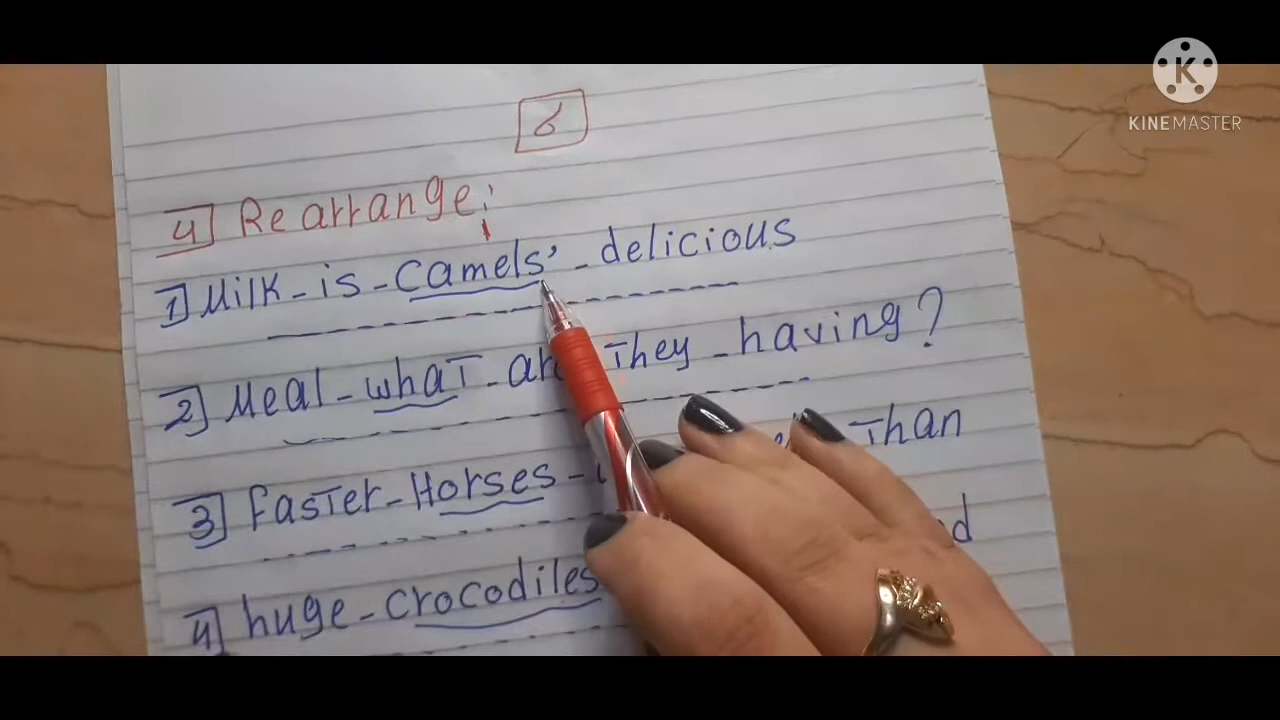 KINEMASTER
4] Rearrange:
1] Milk-is-Camels'-delicious
2] Meal-what-are They-having?
3] Faster-Horses- Than
4] huge-crocodiles